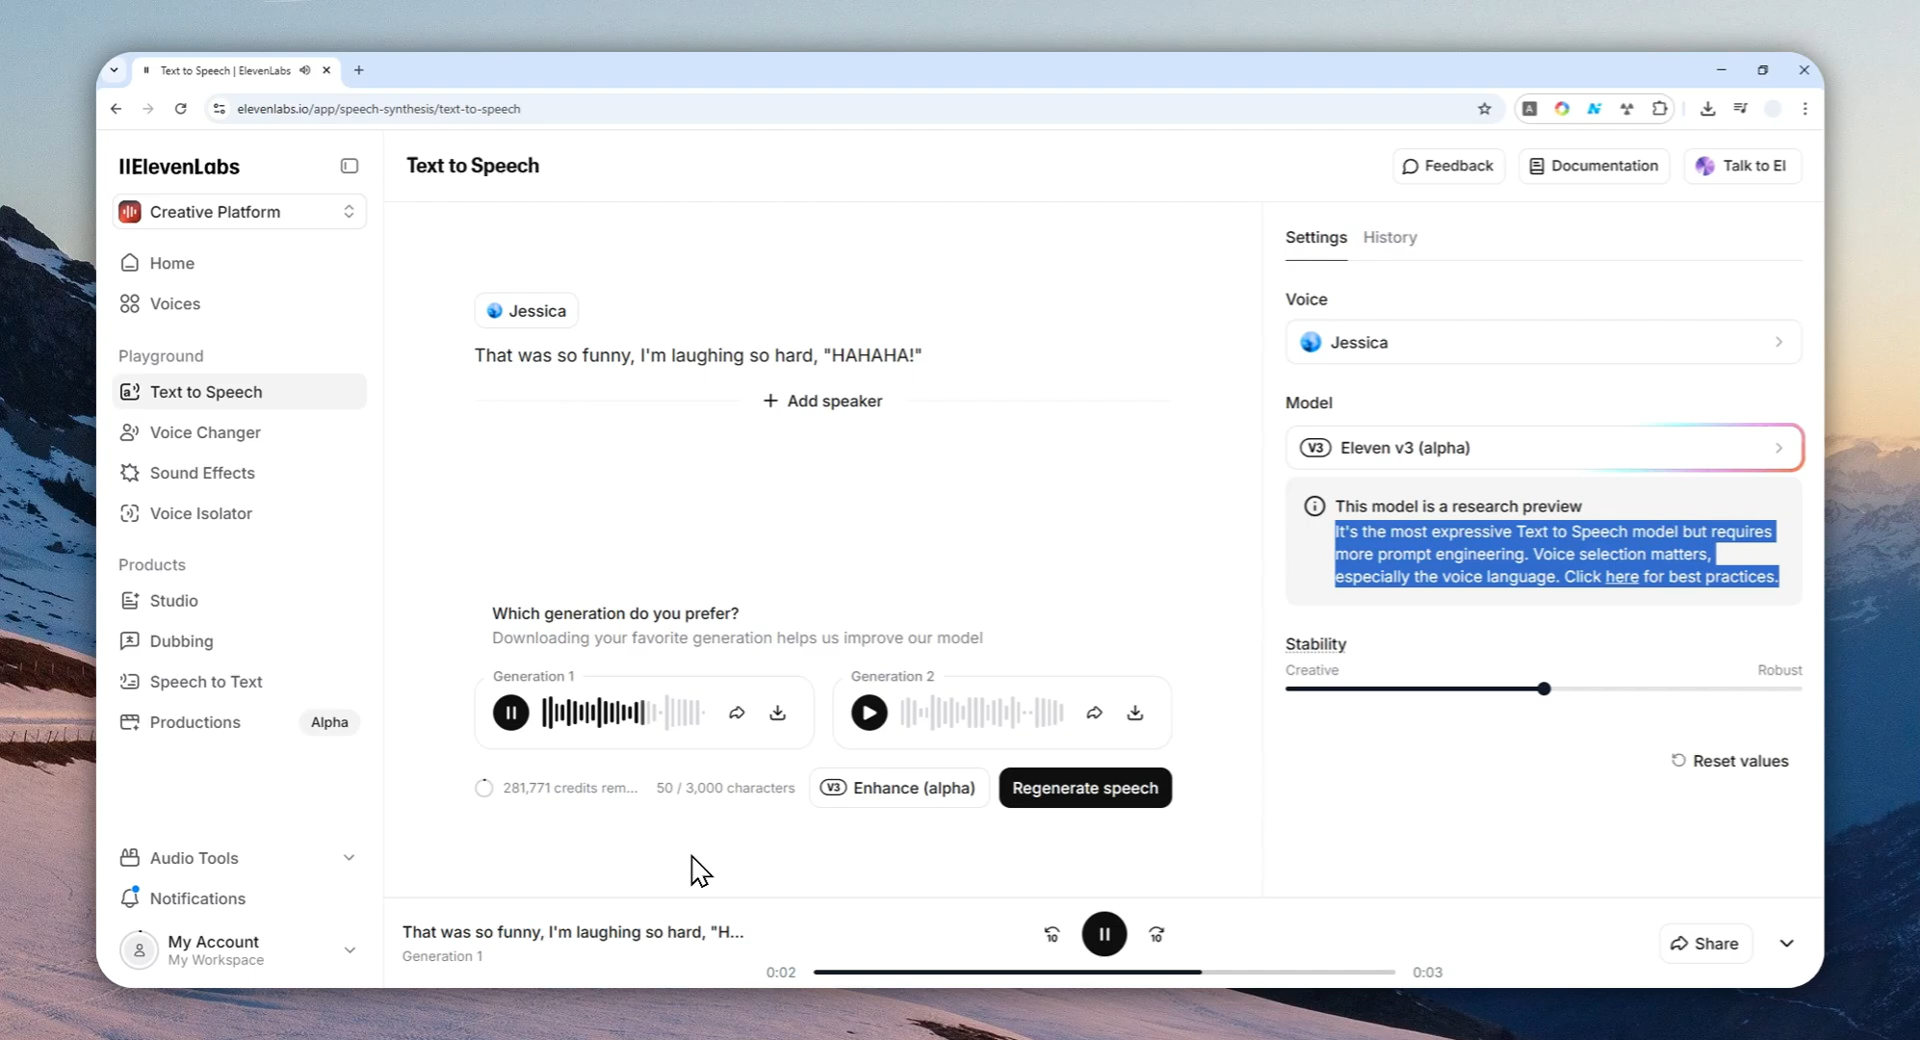 Text to Speech | ElevenLabs
elevenlabs.io/app/speech-synthesis/text-to-speech
IIElevenLabs
Creative Platform
Home
Voices
Playground
Text to Speech
Voice Changer
Sound Effects
Voice Isolator
Products
Studio
Dubbing
Speech to Text
Productions
Alpha
Audio Tools
Notifications
My Account
My Workspace
Text to Speech
Feedback
Documentation
Talk to El
Jessica
That was so funny, I'm laughing so hard, "HAHAHA!"
+ Add speaker
Which generation do you prefer?
Downloading your favorite generation helps us improve our model
Generation 1
Generation 2
281,771 credits rem...
50 / 3,000 characters
V3 Enhance (alpha)
Regenerate speech
Settings
History
Voice
Jessica
Model
V3 Eleven v3 (alpha)
This model is a research preview
It's the most expressive Text to Speech model but requires
more prompt engineering. Voice selection matters,
especially the voice language. Click here for best practices.
Stability
Creative
Robust
Reset values
That was so funny, I'm laughing so hard, "H...
Generation 1
10
10
0:02
0:03
Share